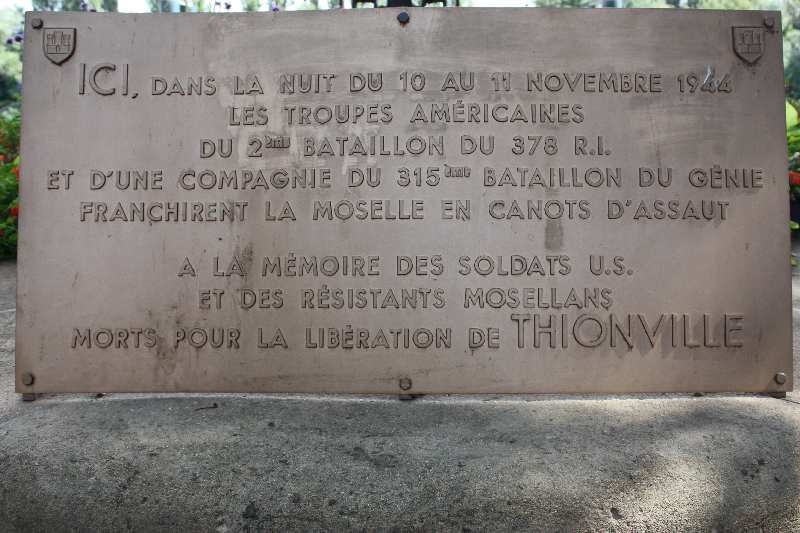 ICI, DANS LA NUIT DU 10 AU 11 NOVEMBRE 1944
LES TROUPES AMÉRICAINES
DU 2ème BATAILLON DU 378 R.I.
ET D'UNE COMPAGNIE DU 315ème BATAILLON DU GÉNIE
FRANCHIRENT LA MOSELLE EN CANOTS D'ASSAUT
A LA MÉMOIRE DES SOLDATS U.S.
ET DES RÉSISTANTS MOSELLANS
MORTS POUR LA LIBÉRATION DE THIONVILLE